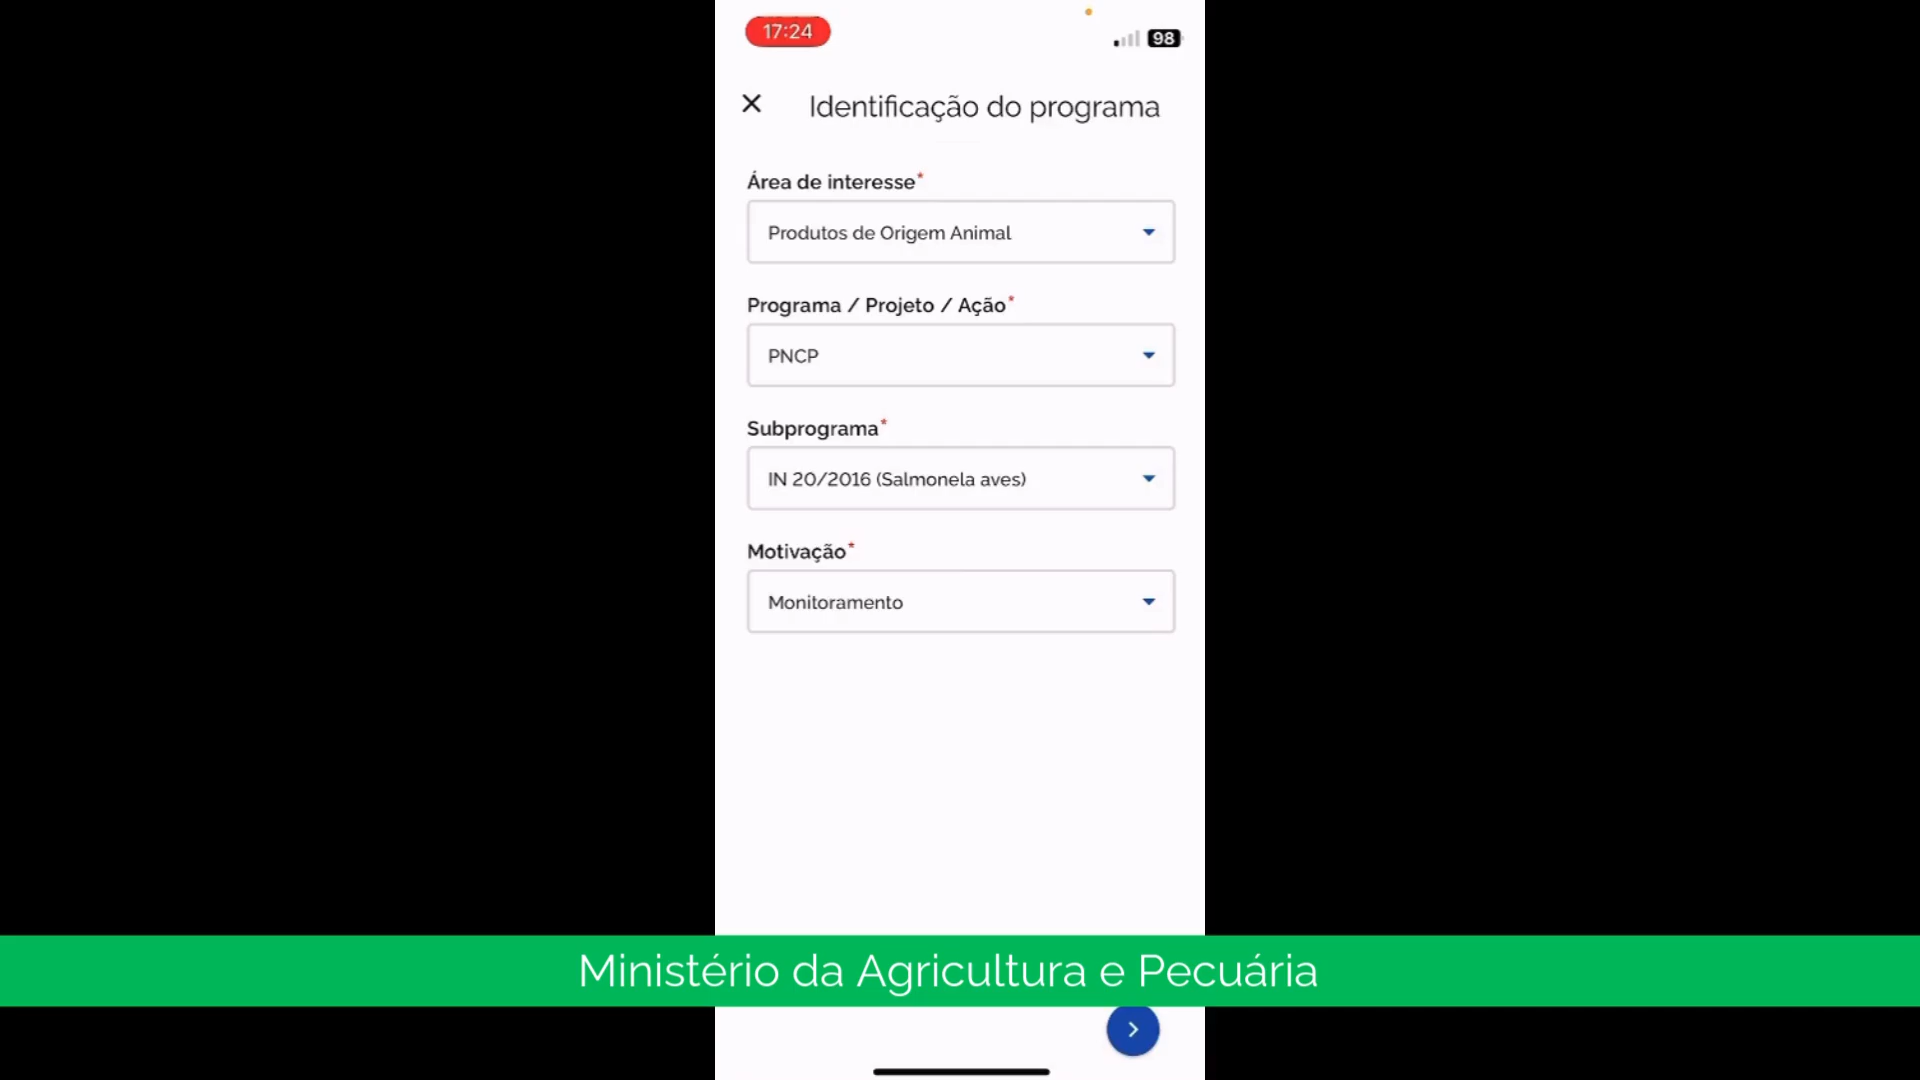 17:24
98
Identificação do programa
Área de interesse*
Produtos de Origem Animal
Programa / Projeto / Ação*
PNCP
Subprograma*
IN 20/2016 (Salmonela aves)
Motivação*
Monitoramento
Ministério da Agricultura e Pecuária